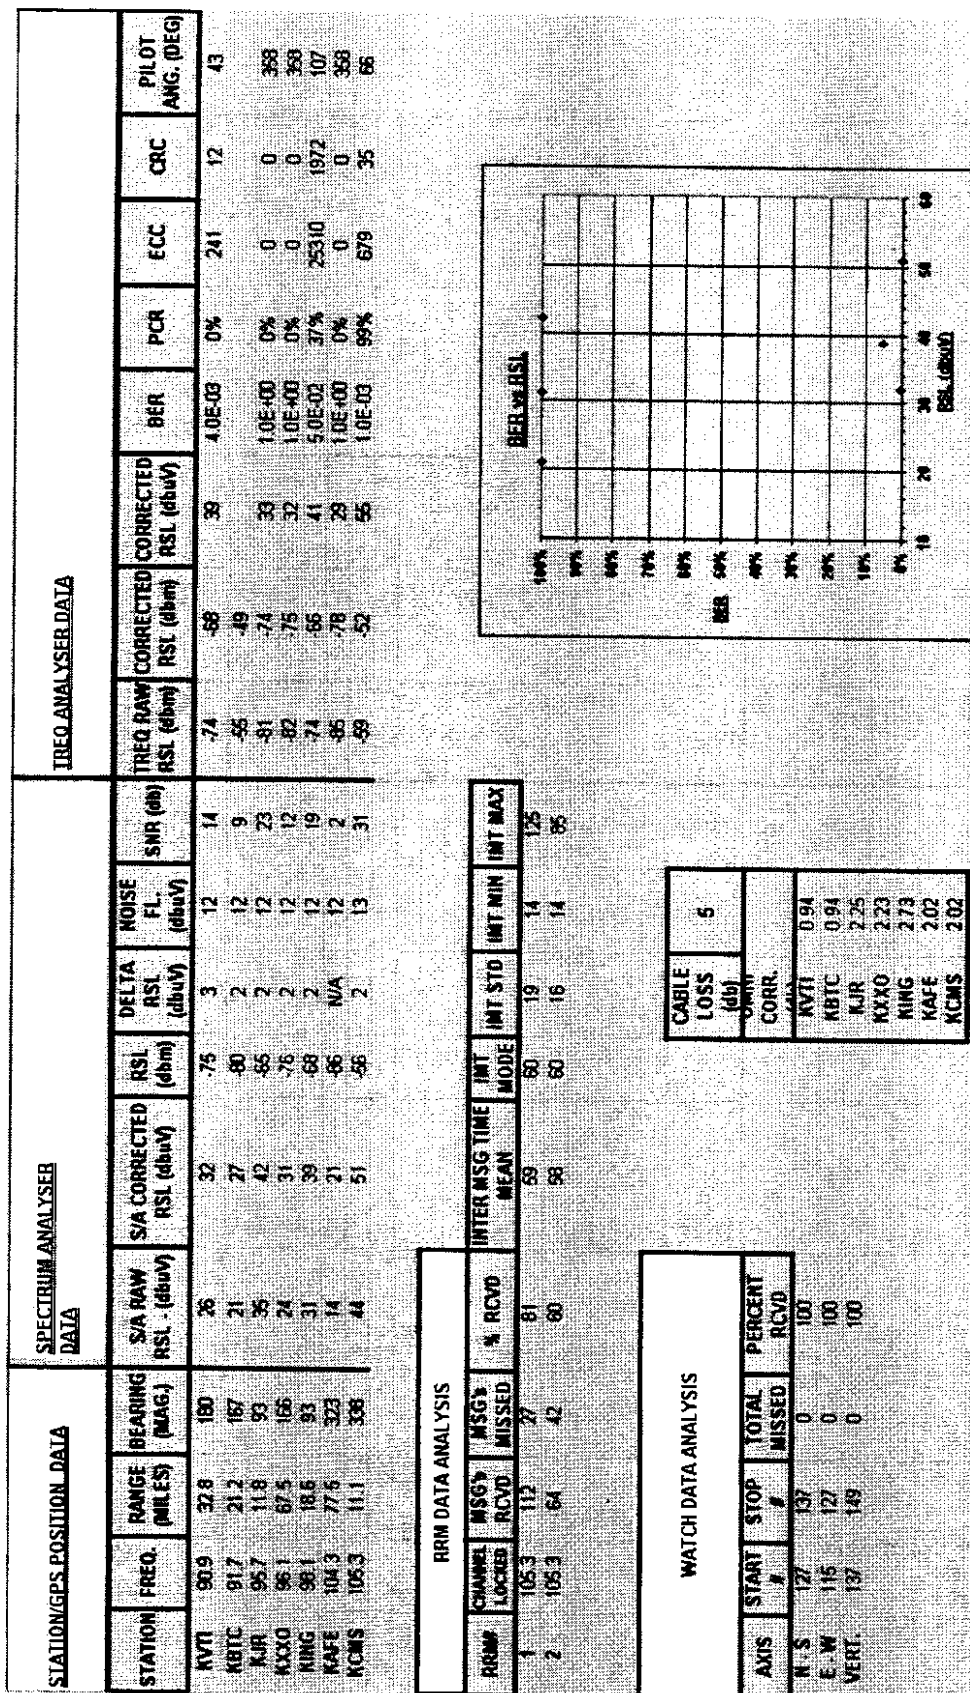 STATION/GPS POSITION DATA SPECTRUM ANALYSER DATA TREQ ANALYSER DATA
STATION FREQ. RANGE (MILES) BEARING (MAG.) S/A RAW RSL - (dbuV) S/A CORRECTED RSL (dbuV) RSL (dbm) DELTA RSL (dbuV) NOISE FL. (dbuV) SNR (db) TREQ RAW RSL (dbm) CORRECTED RSL (dbm) CORRECTED RSL (dbuV) BER PCR ECC CRC PILOT ANG. (DEG)
KVTI 90.9 32.8 180 26 32 -75 3 12 14 -74 -68 39 4.0E-03 0% 241 12 43
KBTC 91.7 21.2 187 21 27 -80 2 12 9 -55 -49
KJR 95.7 11.8 93 35 42 -65 2 12 23 -81 -74 33 1.0E+00 0% 0 0 358
KXXO 96.1 67.5 166 24 31 -76 2 12 12 -82 -75 32 1.0E+00 0% 0 0 358
KING 98.1 18.6 93 31 39 -68 2 12 19 -74 -66 41 5.0E-02 37% 25310 1972 107
KAFE 104.3 77.6 323 14 21 -86 N/A 12 2 -85 -78 29 1.0E+00 0% 0 0 358
KCMS 105.3 11.1 338 44 51 -56 2 13 31 -59 -52 55 1.0E-03 99% 679 35 66
RRM DATA ANALYSIS
RRM# CHANNEL LOCKED MSG's RCVD MSG's MISSED % RCVD INTER MSG TIME MEAN IMT MODE IMT STD IMT MIN IMT MAX
1 105.3 112 27 81 59 60 19 14 125
2 105.3 64 42 60 58 60 16 14 85
BER vs RSL
100%
90%
80%
70%
60%
50%
40%
30%
20%
10%
0%
BER
10 20 30 40 50 60
RSL (dbuV)
WATCH DATA ANALYSIS
AXIS START # STOP # TOTAL MISSED PERCENT RCVD
N - S 127 137 0 100
E - W 115 127 0 100
VERT. 137 149 0 100
CABLE LOSS (db) 5
CORR.
KVTI 0.94
KBTC 0.94
KJR 2.25
KXXO 2.23
KING 2.73
KAFE 2.02
KCMS 2.02